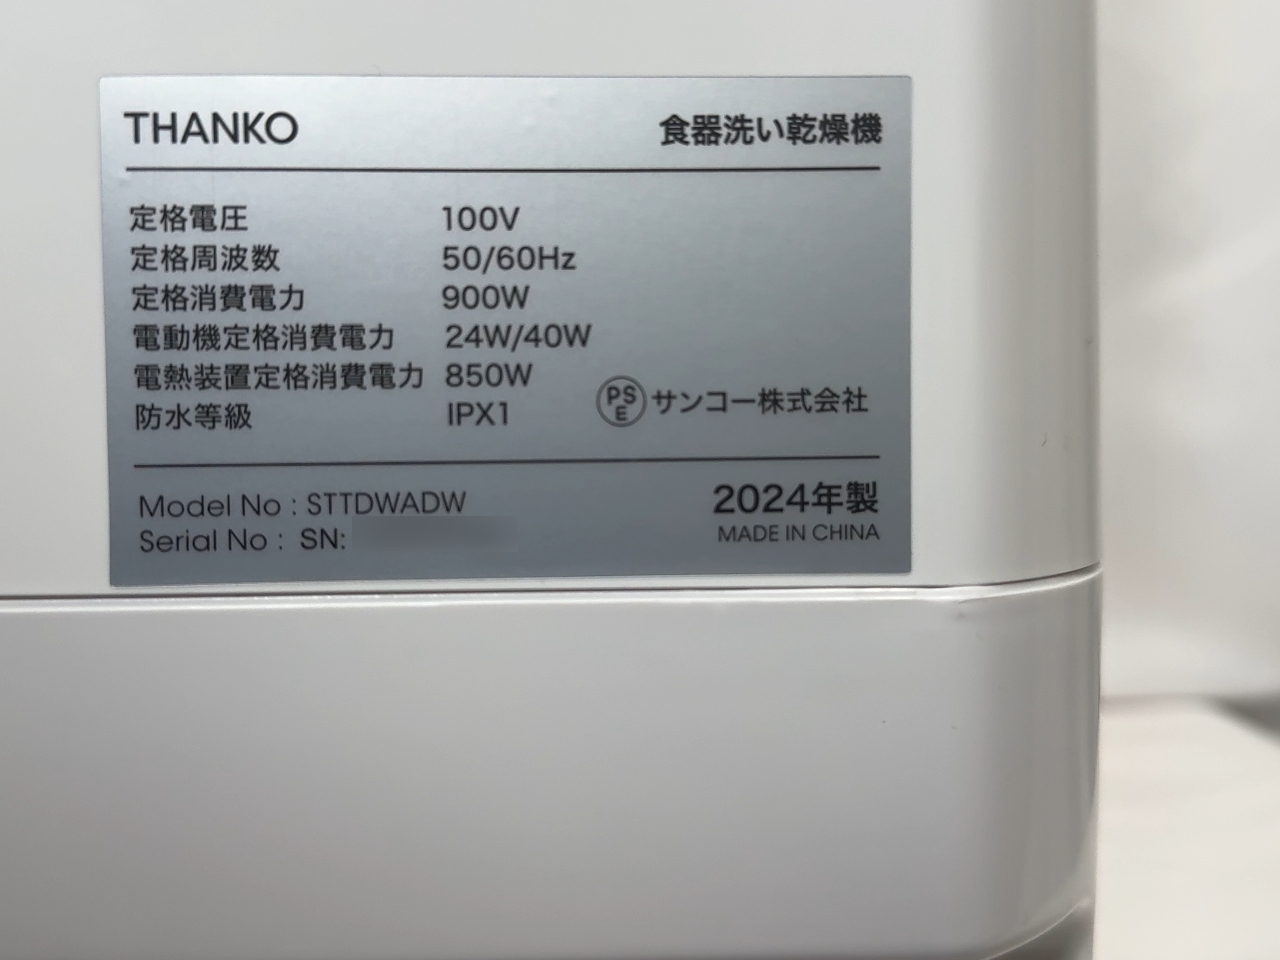 THANKO 食器洗い乾燥機
定格電圧 100V
定格周波数 50/60Hz
定格消費電力 900W
電動機定格消費電力 24W/40W
電熱装置定格消費電力 850W
防水等級 IPX1
PSE サンコー株式会社
Model No : STTDWADW 2024年製
Serial No : SN: MADE IN CHINA